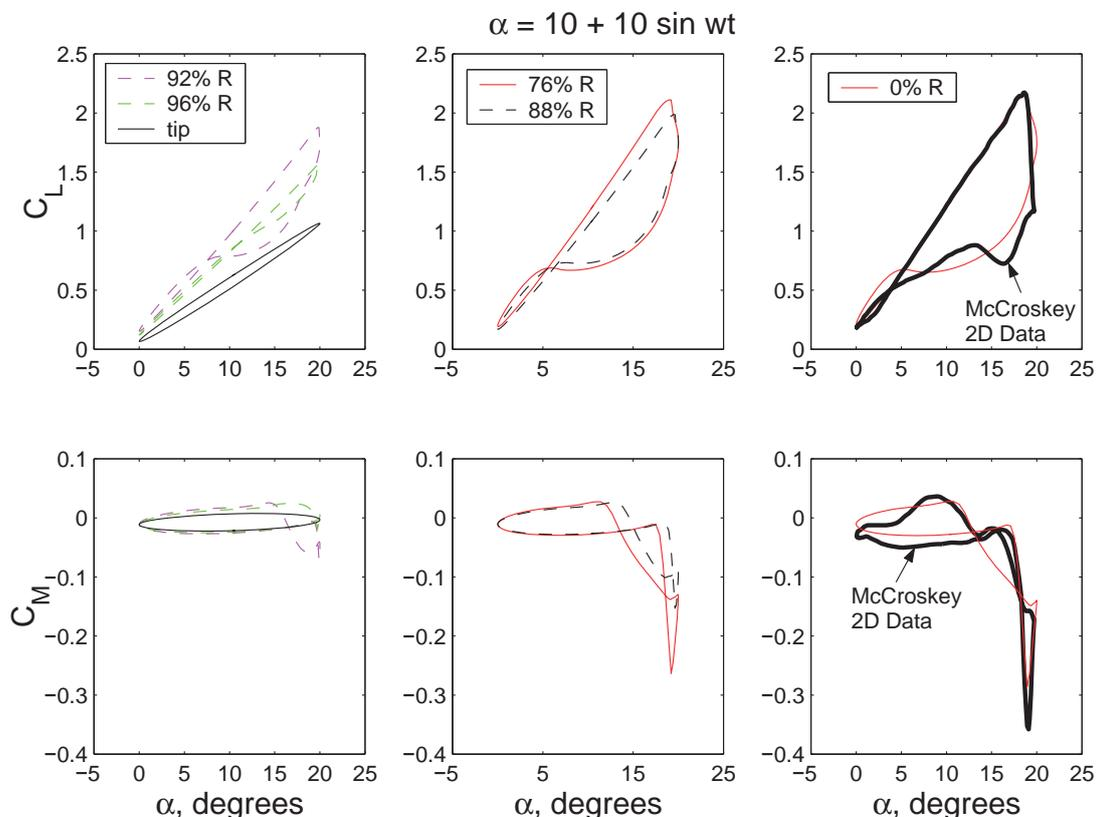 α = 10 + 10 sin wt
2.5
2
1.5
1
0.5
0
C_L
−5 0 5 10 15 20 25
92% R
96% R
tip
2.5
2
1.5
1
0.5
0
−5 5 15 25
76% R
88% R
2.5
2
1.5
1
0.5
0
−5 0 5 10 15 20 25
0% R
McCroskey
2D Data
0.1
0
−0.1
−0.2
−0.3
−0.4
C_M
−5 0 5 10 15 20 25
α, degrees
0.1
0
−0.1
−0.2
−0.3
−0.4
−5 5 15 25
α, degrees
0.1
0
−0.1
−0.2
−0.3
−0.4
McCroskey
2D Data
−5 0 5 10 15 20 25
α, degrees